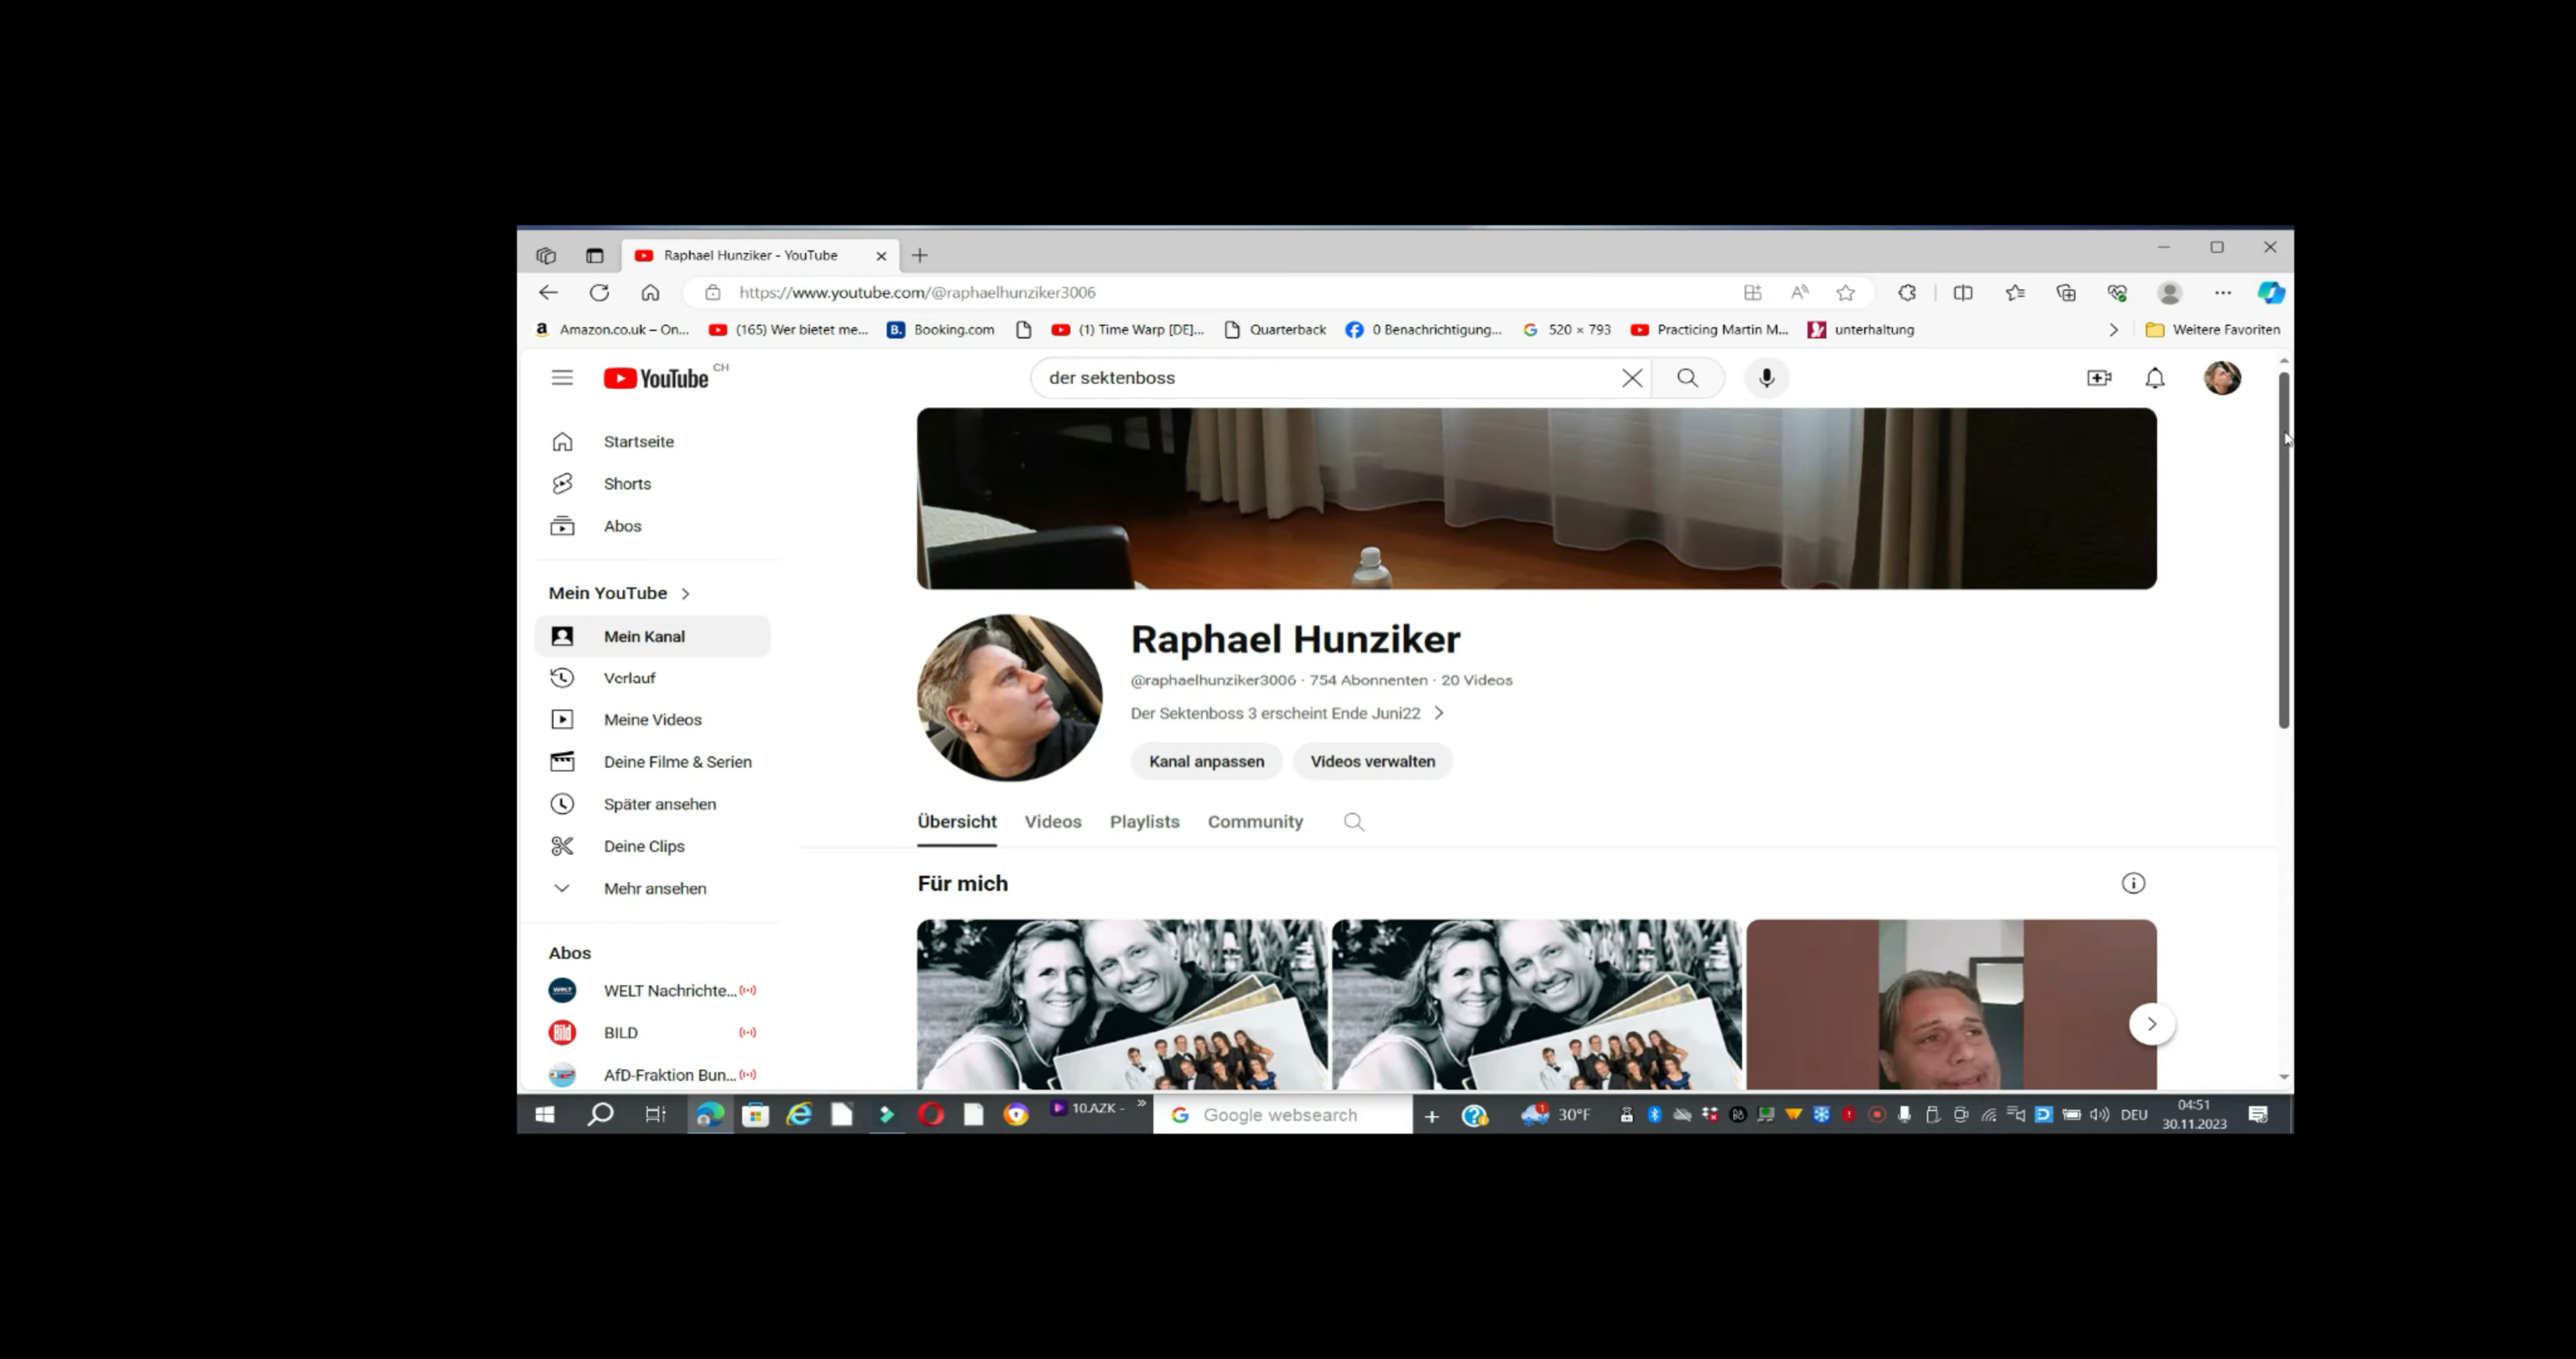 Raphael Hunziker - YouTube
https://www.youtube.com/@raphaelhunziker3006
Amazon.co.uk – On... (165) Wer bietet me... Booking.com (1) Time Warp [DE]... Quarterback 0 Benachrichtigung... 520 × 793 Practicing Martin M... unterhaltung Weitere Favoriten
YouTube CH
der sektenboss
Startseite
Shorts
Abos
Mein YouTube
Mein Kanal
Verlauf
Meine Videos
Deine Filme & Serien
Später ansehen
Deine Clips
Mehr ansehen
Abos
WELT Nachrichte...
BILD
AfD-Fraktion Bun...
Raphael Hunziker
@raphaelhunziker3006 · 754 Abonnenten · 20 Videos
Der Sektenboss 3 erscheint Ende Juni22
Kanal anpassen Videos verwalten
Übersicht Videos Playlists Community
Für mich
10.AZK - Google websearch 30°F DEU 04:51
30.11.2023